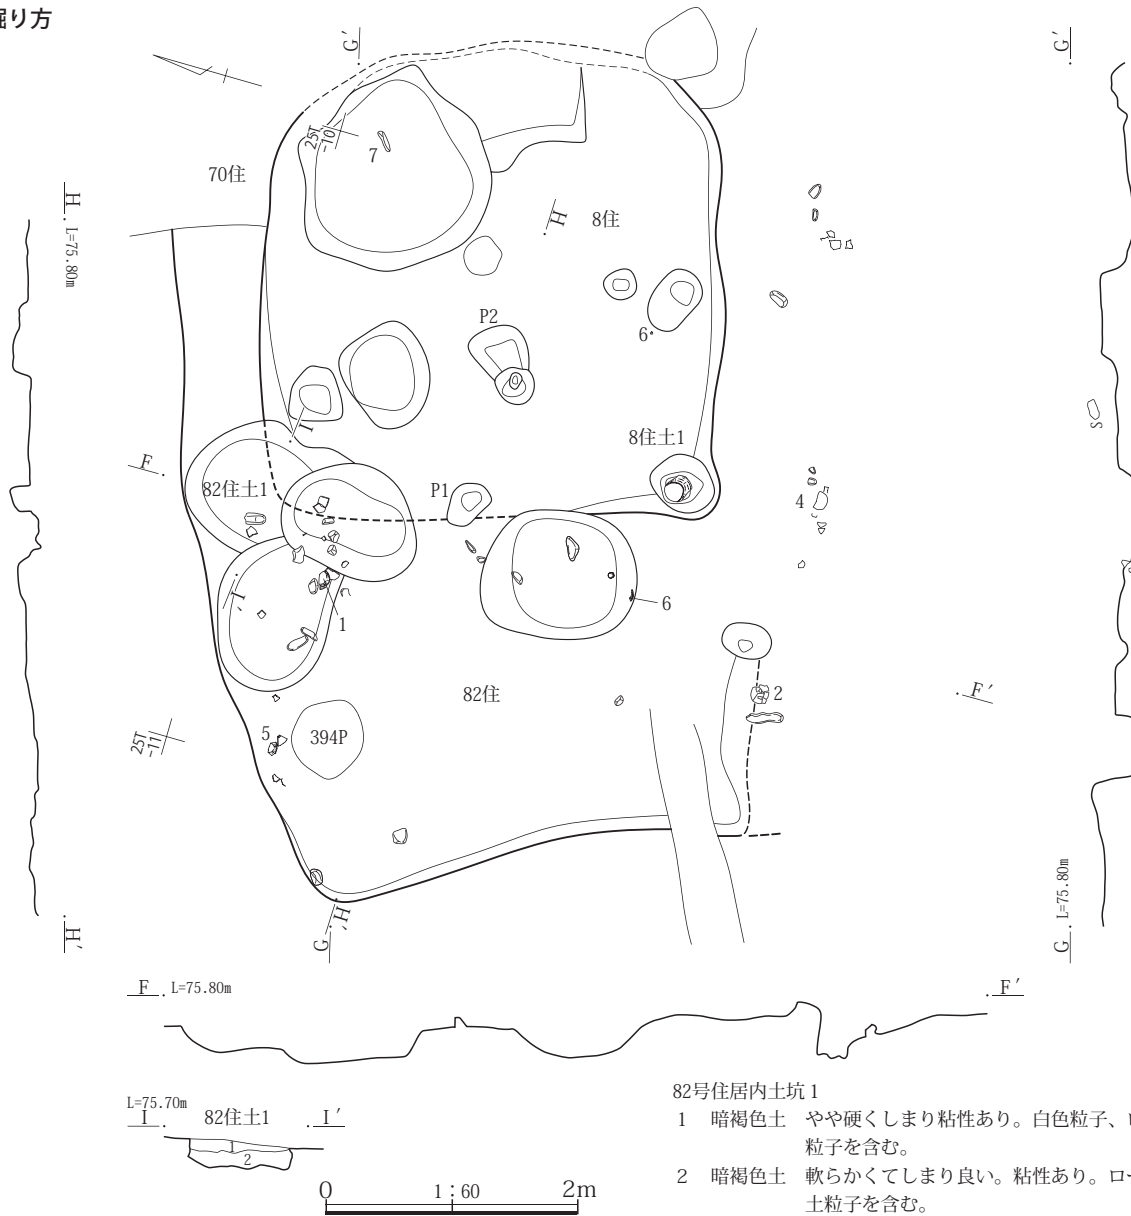 掘り方
G′
G′
25T
-10
7
70住
H
8住
H
L=75.80m
P2
6
I
8住土1
S
F
82住土1
P1
4
I′
1
6
82住
F′
2
25T
-11
5
394P
H′
G
H′
G L=75.80m
F L=75.80m
F′
L=75.70m
I 82住土1 I′
2
0 1:60 2m
82号住居内土坑 1
1 暗褐色土 やや硬くしまり粘性あり。白色粒子、
粒子を含む。
2 暗褐色土 軟らかくてしまり良い。粘性あり。ロー
土粒子を含む。